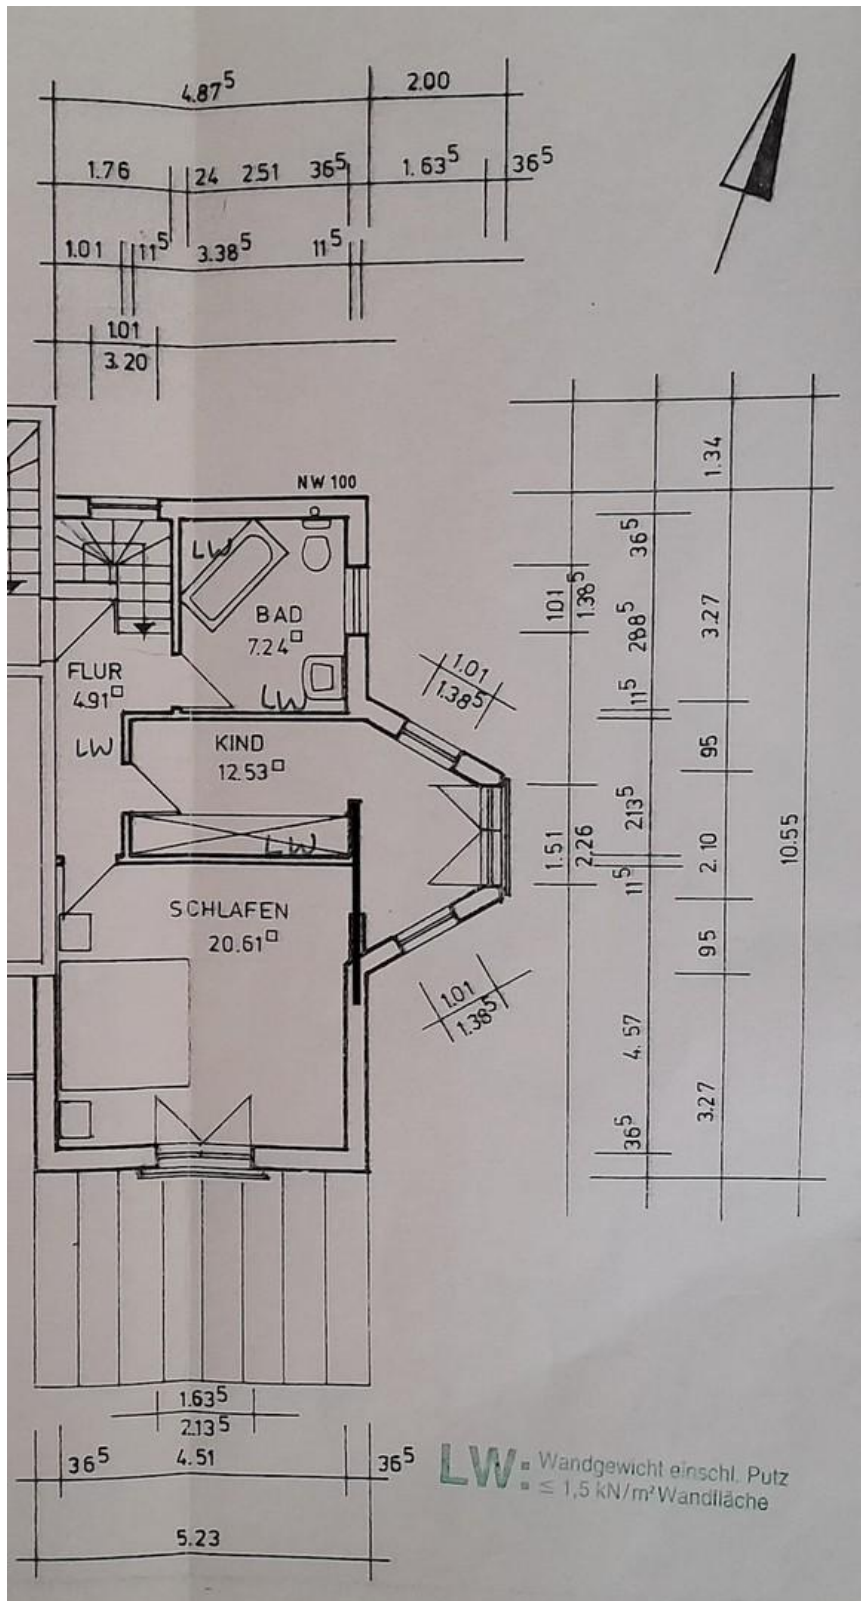 4.87⁵ 2.00
1.76 24 2.51 36⁵ 1.63⁵ 36⁵
1.01 11⁵ 3.38⁵ 11⁵
1.01
3.20
NW 100
LW
BAD
7.24□
LW
FLUR
4.91□
LW
KIND
12.53□
LW
SCHLAFEN
20.61□
1.01
1.38⁵
1.01
1.38⁵
1.34
36⁵
1.01
1.38⁵
2.88⁵
3.27
11⁵
95
2.13⁵
1.51
2.26
2.10
10.55
11⁵
95
4.57
3.27
36⁵
1.63⁵
2.13⁵
36⁵ 4.51 36⁵
5.23
LW: Wandgewicht einschl. Putz
≤ 1,5 kN/m² Wandfläche